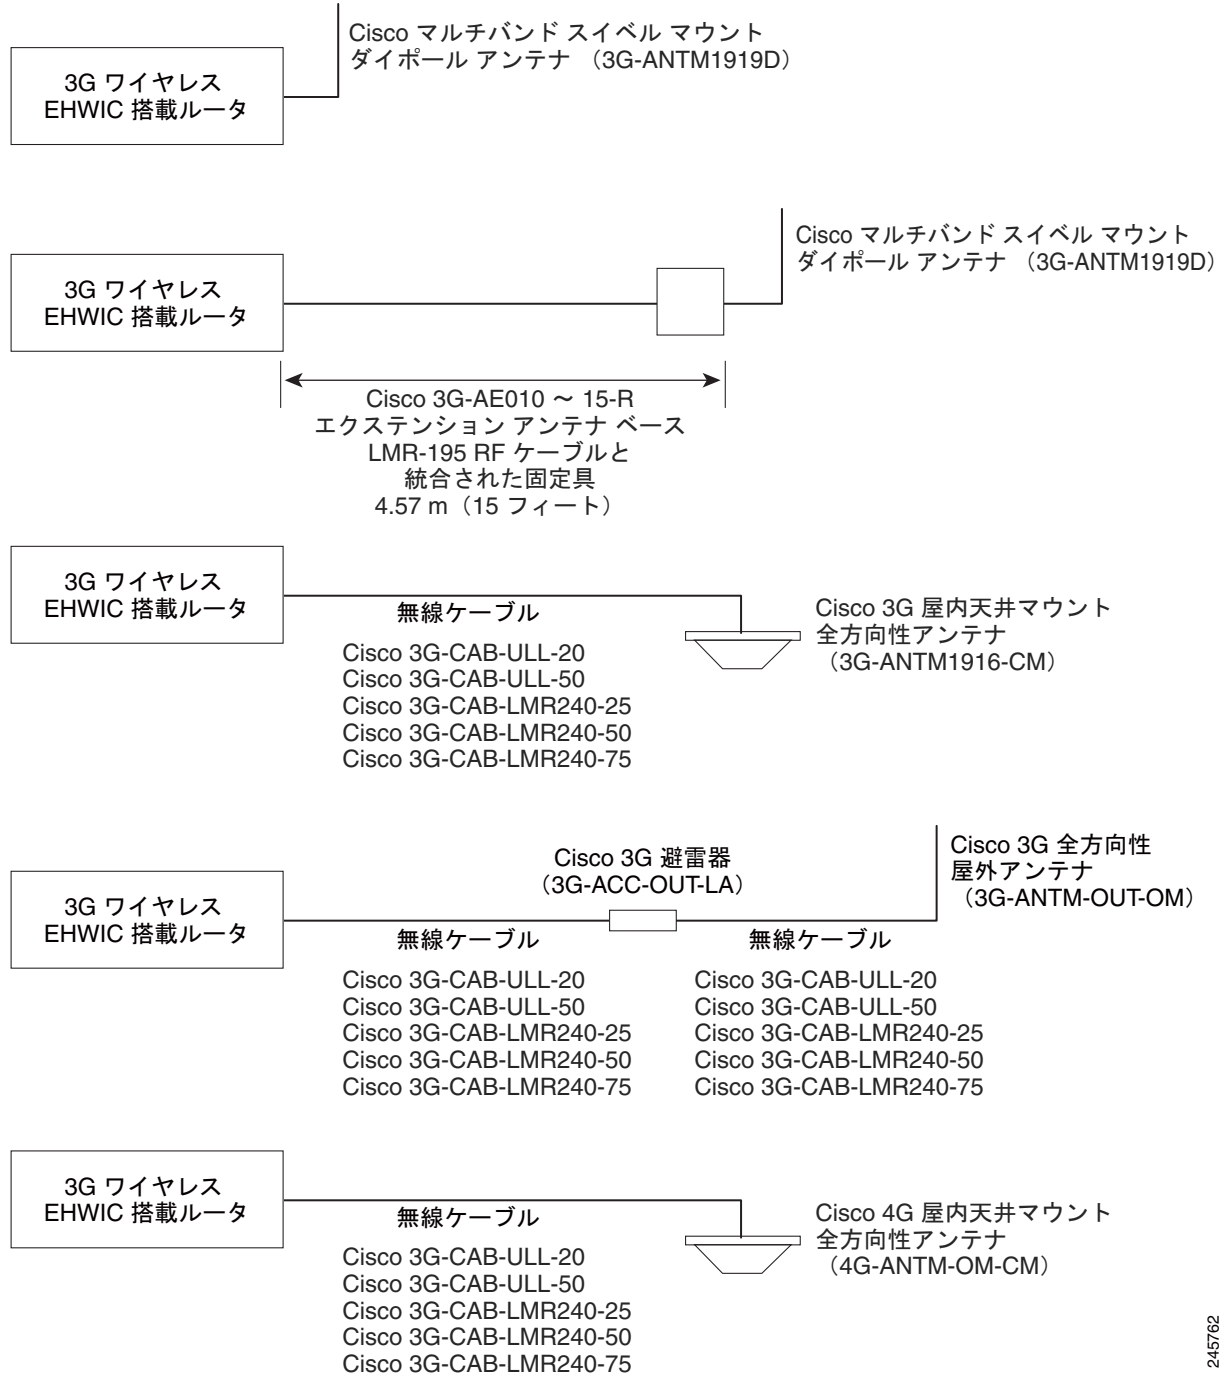 Cisco マルチバンド スイベル マウント
ダイポール アンテナ （3G-ANTM1919D）
3G ワイヤレス
EHWIC 搭載ルータ
Cisco マルチバンド スイベル マウント
ダイポール アンテナ （3G-ANTM1919D）
3G ワイヤレス
EHWIC 搭載ルータ
Cisco 3G-AE010 ～ 15-R
エクステンション アンテナ ベース
LMR-195 RF ケーブルと
統合された固定具
4.57 m（15 フィート）
3G ワイヤレス
EHWIC 搭載ルータ
無線ケーブル
Cisco 3G-CAB-ULL-20
Cisco 3G-CAB-ULL-50
Cisco 3G-CAB-LMR240-25
Cisco 3G-CAB-LMR240-50
Cisco 3G-CAB-LMR240-75
Cisco 3G 屋内天井マウント
全方向性アンテナ
（3G-ANTM1916-CM）
3G ワイヤレス
EHWIC 搭載ルータ
Cisco 3G 避雷器
（3G-ACC-OUT-LA）
Cisco 3G 全方向性
屋外アンテナ
（3G-ANTM-OUT-OM）
無線ケーブル
Cisco 3G-CAB-ULL-20
Cisco 3G-CAB-ULL-50
Cisco 3G-CAB-LMR240-25
Cisco 3G-CAB-LMR240-50
Cisco 3G-CAB-LMR240-75
無線ケーブル
Cisco 3G-CAB-ULL-20
Cisco 3G-CAB-ULL-50
Cisco 3G-CAB-LMR240-25
Cisco 3G-CAB-LMR240-50
Cisco 3G-CAB-LMR240-75
3G ワイヤレス
EHWIC 搭載ルータ
無線ケーブル
Cisco 3G-CAB-ULL-20
Cisco 3G-CAB-ULL-50
Cisco 3G-CAB-LMR240-25
Cisco 3G-CAB-LMR240-50
Cisco 3G-CAB-LMR240-75
Cisco 4G 屋内天井マウント
全方向性アンテナ
（4G-ANTM-OM-CM）
245762